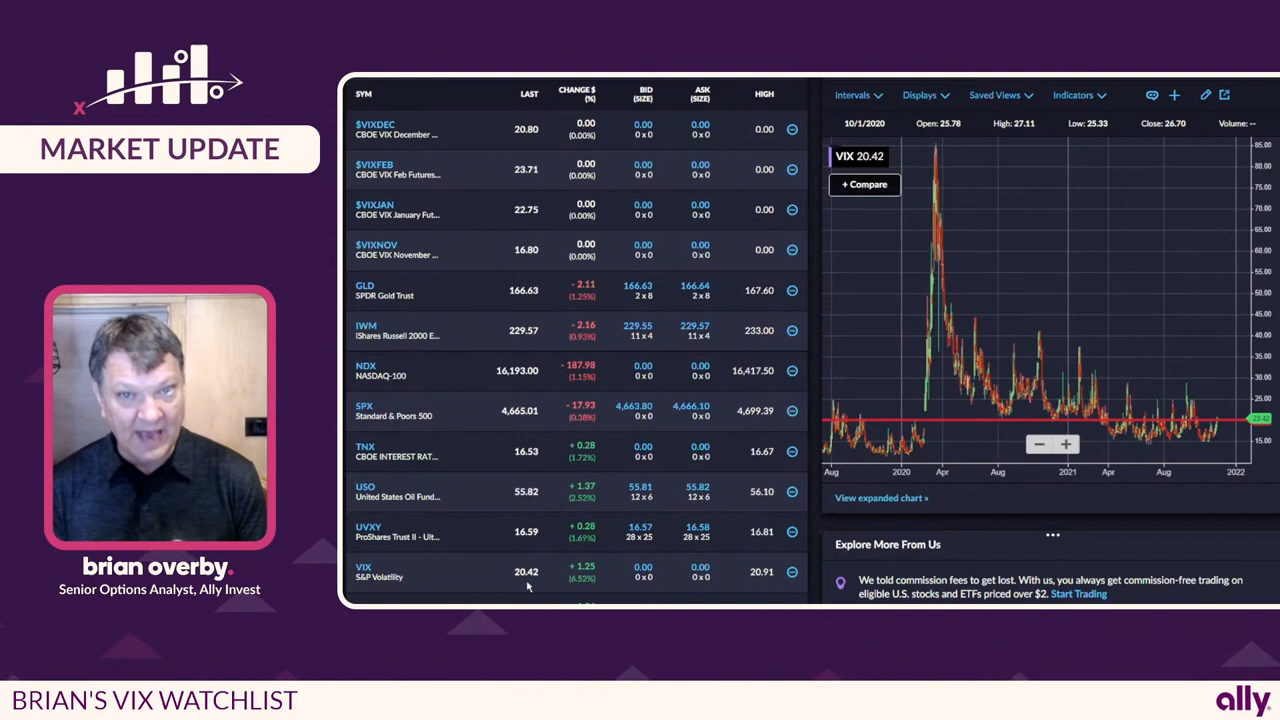 MARKET UPDATE
brian overby.
Senior Options Analyst, Ally Invest
SYM LAST CHANGE $ (%) BID (SIZE) ASK (SIZE) HIGH
$VIXDEC 20.80 0.00 0.00 0.00 0.00
CBOE VIX December ... (0.00%) 0 x 0 0 x 0
$VIXFEB 23.71 0.00 0.00 0.00 0.00
CBOE VIX Feb Futures... (0.00%) 0 x 0 0 x 0
$VIXJAN 22.75 0.00 0.00 0.00 0.00
CBOE VIX January Fut... (0.00%) 0 x 0 0 x 0
$VIXNOV 16.80 0.00 0.00 0.00 0.00
CBOE VIX November ... (0.00%) 0 x 0 0 x 0
GLD 166.63 - 2.11 166.63 166.64 167.60
SPDR Gold Trust (1.25%) 2 x 8 2 x 8
IWM 229.57 - 2.16 229.55 229.57 233.00
iShares Russell 2000 E... (0.93%) 11 x 4 11 x 4
NDX 16,193.00 - 187.98 0.00 0.00 16,417.50
NASDAQ-100 (1.15%) 0 x 0 0 x 0
SPX 4,665.01 - 17.93 4,663.80 4,666.10 4,699.39
Standard & Poors 500 (0.38%) 0 x 0 0 x 0
TNX 16.53 + 0.28 0.00 0.00 16.67
CBOE INTEREST RAT... (1.72%) 0 x 0 0 x 0
USO 55.82 + 1.37 55.81 55.82 56.10
United States Oil Fund... (2.52%) 12 x 6 12 x 6
UVXY 16.59 + 0.28 16.57 16.58 16.81
ProShares Trust II - Ult... (1.69%) 28 x 25 28 x 25
VIX 20.42 + 1.25 0.00 0.00 20.91
S&P Volatility (6.52%) 0 x 0 0 x 0
Intervals Displays Saved Views Indicators
10/1/2020 Open: 25.78 High: 27.11 Low: 25.33 Close: 26.70 Volume: --
VIX 20.42
+ Compare
85.00
80.00
75.00
70.00
65.00
60.00
55.00
50.00
45.00
40.00
35.00
30.00
25.00
20.42
15.00
Aug 2020 Apr Aug 2021 Apr Aug 2022
View expanded chart »
Explore More From Us
We told commission fees to get lost. With us, you always get commission-free trading on
eligible U.S. stocks and ETFs priced over $2. Start Trading
BRIAN'S VIX WATCHLIST
ally